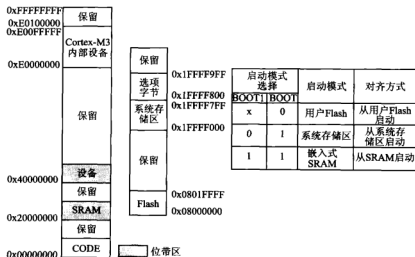 0xFFFFFFFF
保留
0xE0100000
0xE00FFFFF
Cortex-M3
内部设备
0xE0000000
保留
设备
0x40000000
保留
SRAM
0x20000000
保留
CODE
0x00000000
位带区
保留
0x1FFFF9FF
选项
字节
0x1FFFF800
0x1FFFF7FF
系统存
储区
0x1FFFF000
保留
0x0801FFFF
Flash
0x08000000
启动模式
选择
启动模式
对齐方式
BOOT1
BOOT
x
0
用户Flash
从用户Flash
启动
0
1
系统存储区
从系统存
储区启动
1
1
嵌入式
SRAM
从SRAM启动